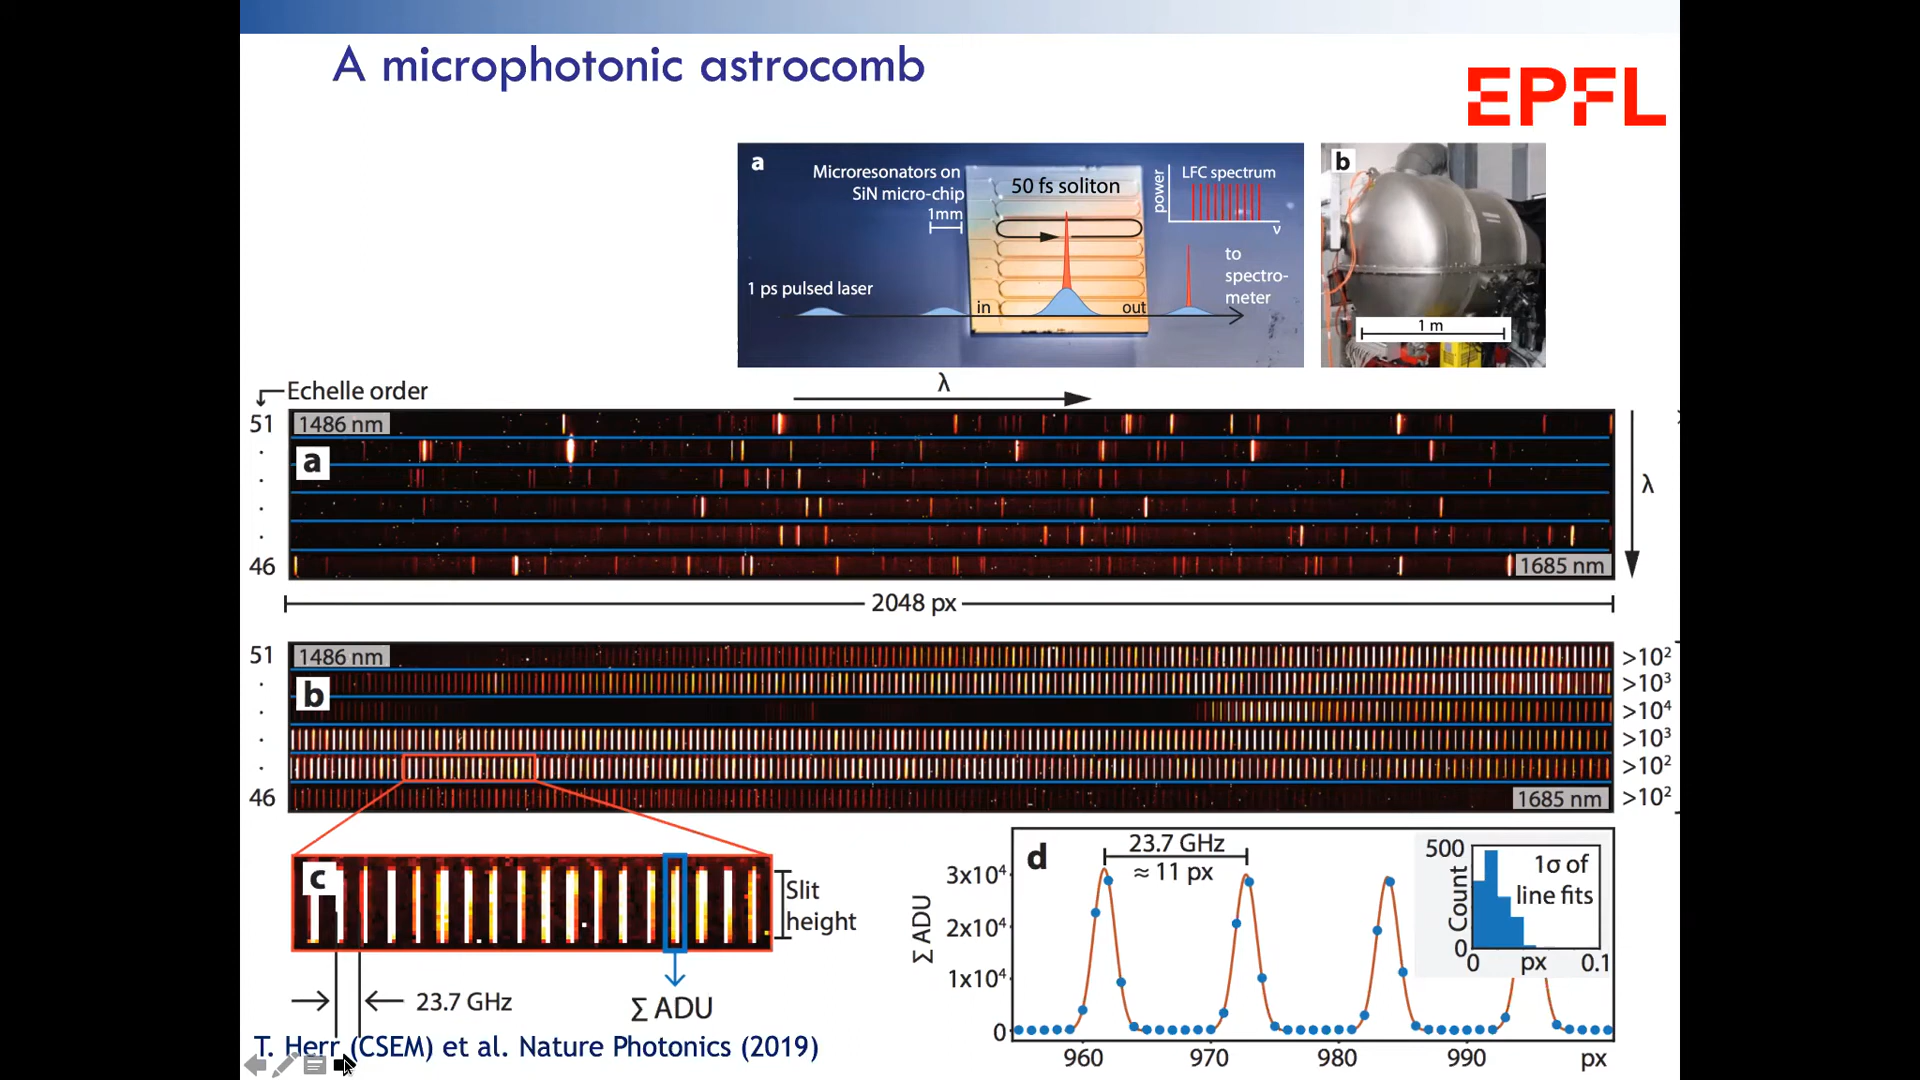 A microphotonic astrocomb
EPFL
a
Microresonators on
SiN micro-chip
1mm
50 fs soliton
power
LFC spectrum
ν
1 ps pulsed laser
in
out
to
spectro-
meter
b
1 m
Echelle order
λ
51
1486 nm
a
λ
46
1685 nm
2048 px
51
1486 nm
>10²
b
>10³
>10⁴
>10³
>10²
46
1685 nm
>10²
c
Slit
height
23.7 GHz
Σ ADU
d
23.7 GHz
≈ 11 px
Σ ADU
3x10⁴
2x10⁴
1x10⁴
0
960
970
980
990
px
500
Count
0
1σ of
line fits
0
px
0.1
T. Herr (CSEM) et al. Nature Photonics (2019)